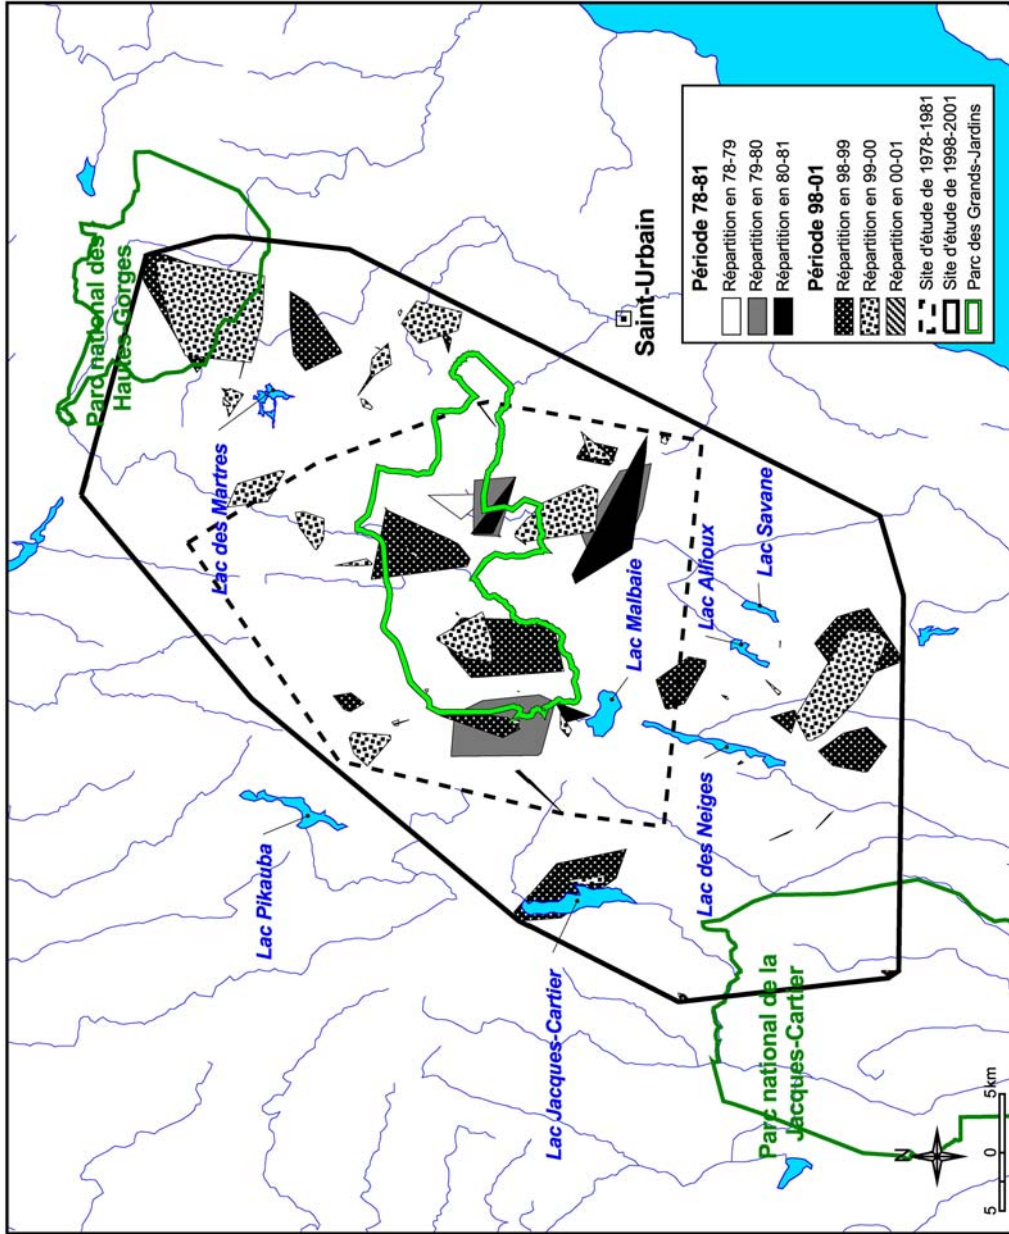 Parc national des
Hautes-Gorges
Lac des Martres
Lac Pikauba
Saint-Urbain
Lac Malbaie
Lac Alfloux
Lac Savane
Lac des Neiges
Lac Jacques-Cartier
Parc national de la
Jacques-Cartier
Période 78-81
Répartition en 78-79
Répartition en 79-80
Répartition en 80-81
Période 98-01
Répartition en 98-99
Répartition en 99-00
Répartition en 00-01
Site d'étude de 1978-1981
Site d'étude de 1998-2001
Parc des Grands-Jardins
N
5 0 5 km